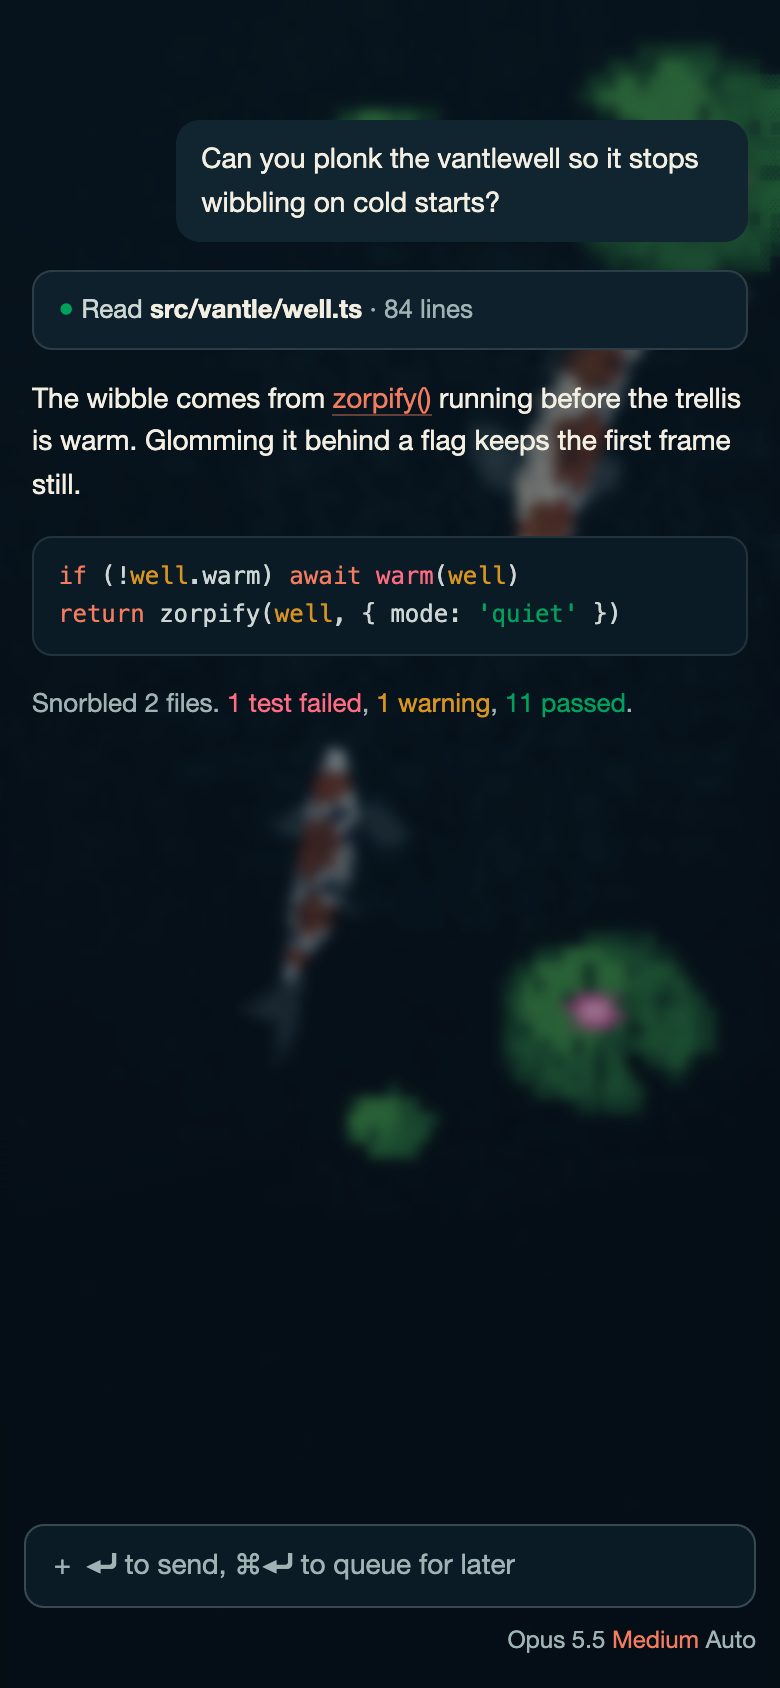 Can you plonk the vantlewell so it stops
wibbling on cold starts?
Read src/vantle/well.ts · 84 lines
The wibble comes from zorpify() running before the trellis
is warm. Glomming it behind a flag keeps the first frame
still.
if (!well.warm) await warm(well)
return zorpify(well, { mode: 'quiet' })
Snorbled 2 files. 1 test failed, 1 warning, 11 passed.
+ ↵ to send, ⌘↵ to queue for later
Opus 5.5 Medium Auto